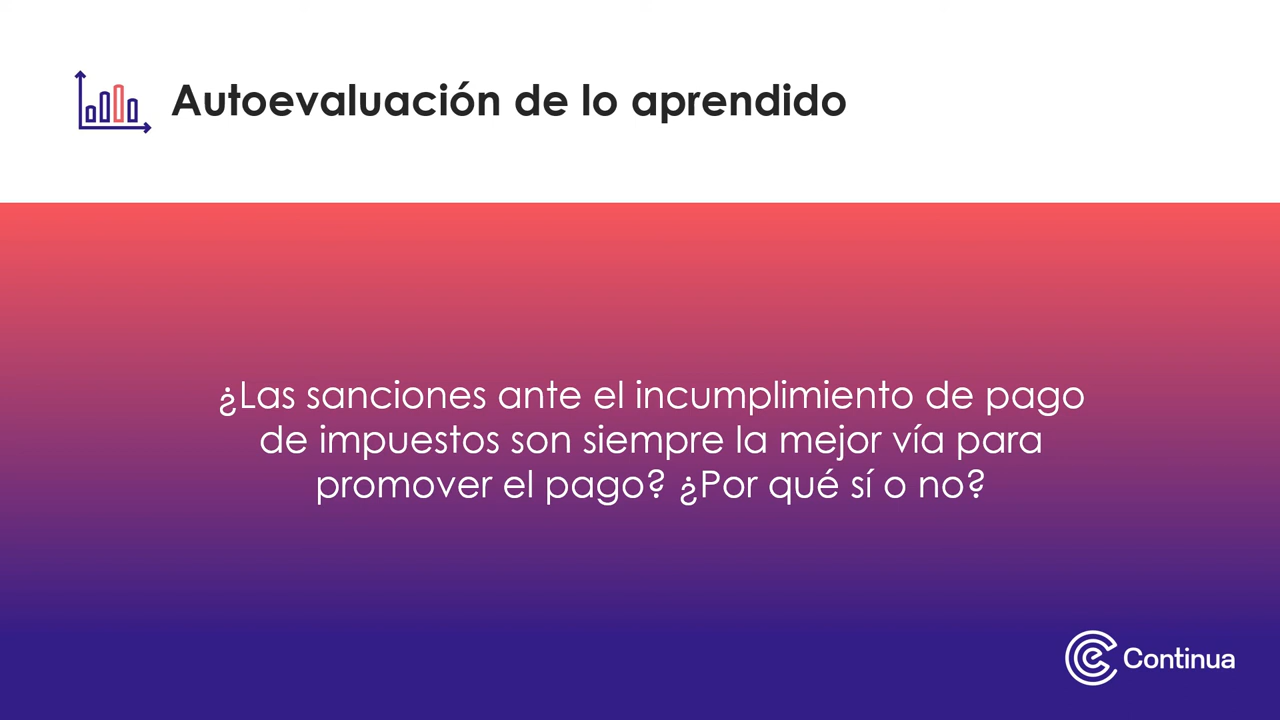 Autoevaluación de lo aprendido
¿Las sanciones ante el incumplimiento de pago
de impuestos son siempre la mejor vía para
promover el pago? ¿Por qué sí o no?
Continua